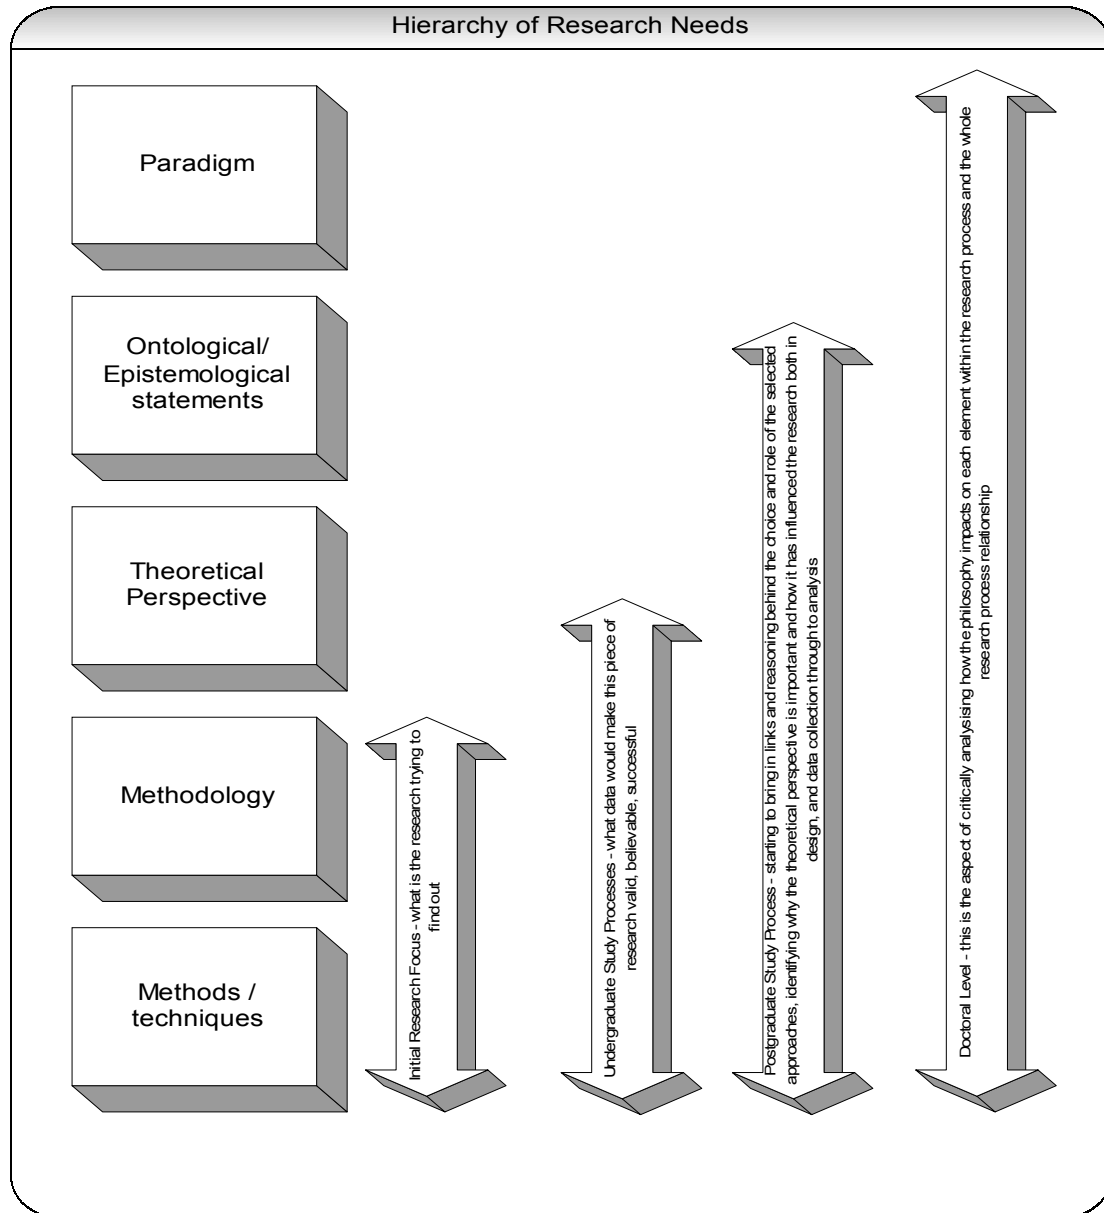 Hierarchy of Research Needs
Paradigm
Ontological/
Epistemological
statements
Theoretical
Perspective
Methodology
Methods /
techniques
Initial Research Focus - what is the research trying to
find out
Undergraduate Study Processes - what data would make this piece of
research valid, believable, successful
Postgraduate Study Process - starting to bring in links and reasoning behind the choice and role of the selected
approaches, identifying why the theoretical perspective is important and how it has influenced the research both in
design, and data collection through to analysis
Doctoral Level - this is the aspect of critically analysising how the philosophy impacts on each element within the research process and the whole
research process relationship